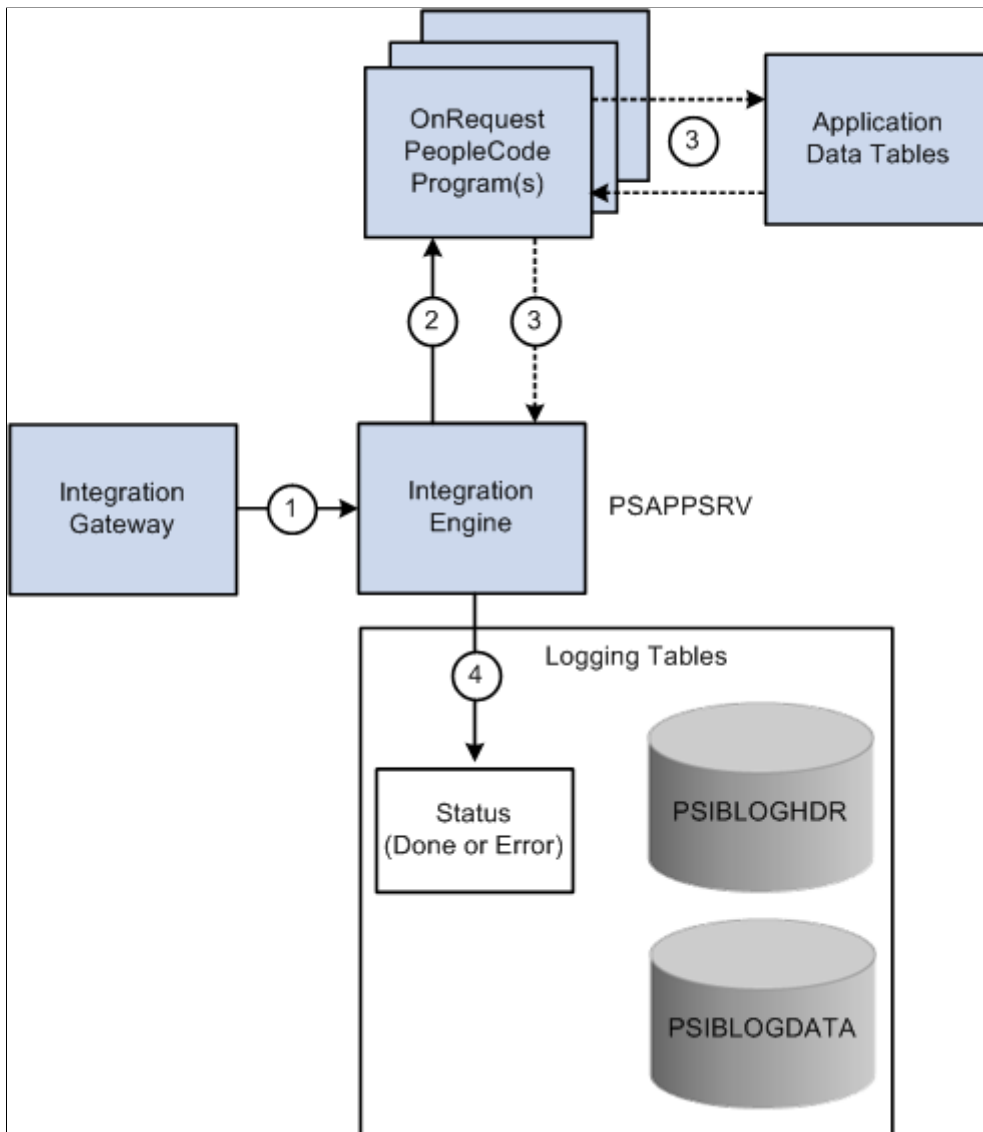 OnRequest
PeopleCode
Program(s)
3
Application
Data Tables
2
3
Integration
Gateway
1
Integration
Engine
PSAPPSRV
4
Logging Tables
Status
(Done or Error)
PSIBLOGHDR
PSIBLOGDATA